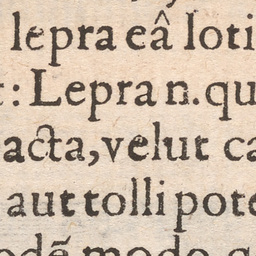 lepra eâ loti
: Lepra n. qu
acta, velut ca
aut tolli pote
odẽ modo